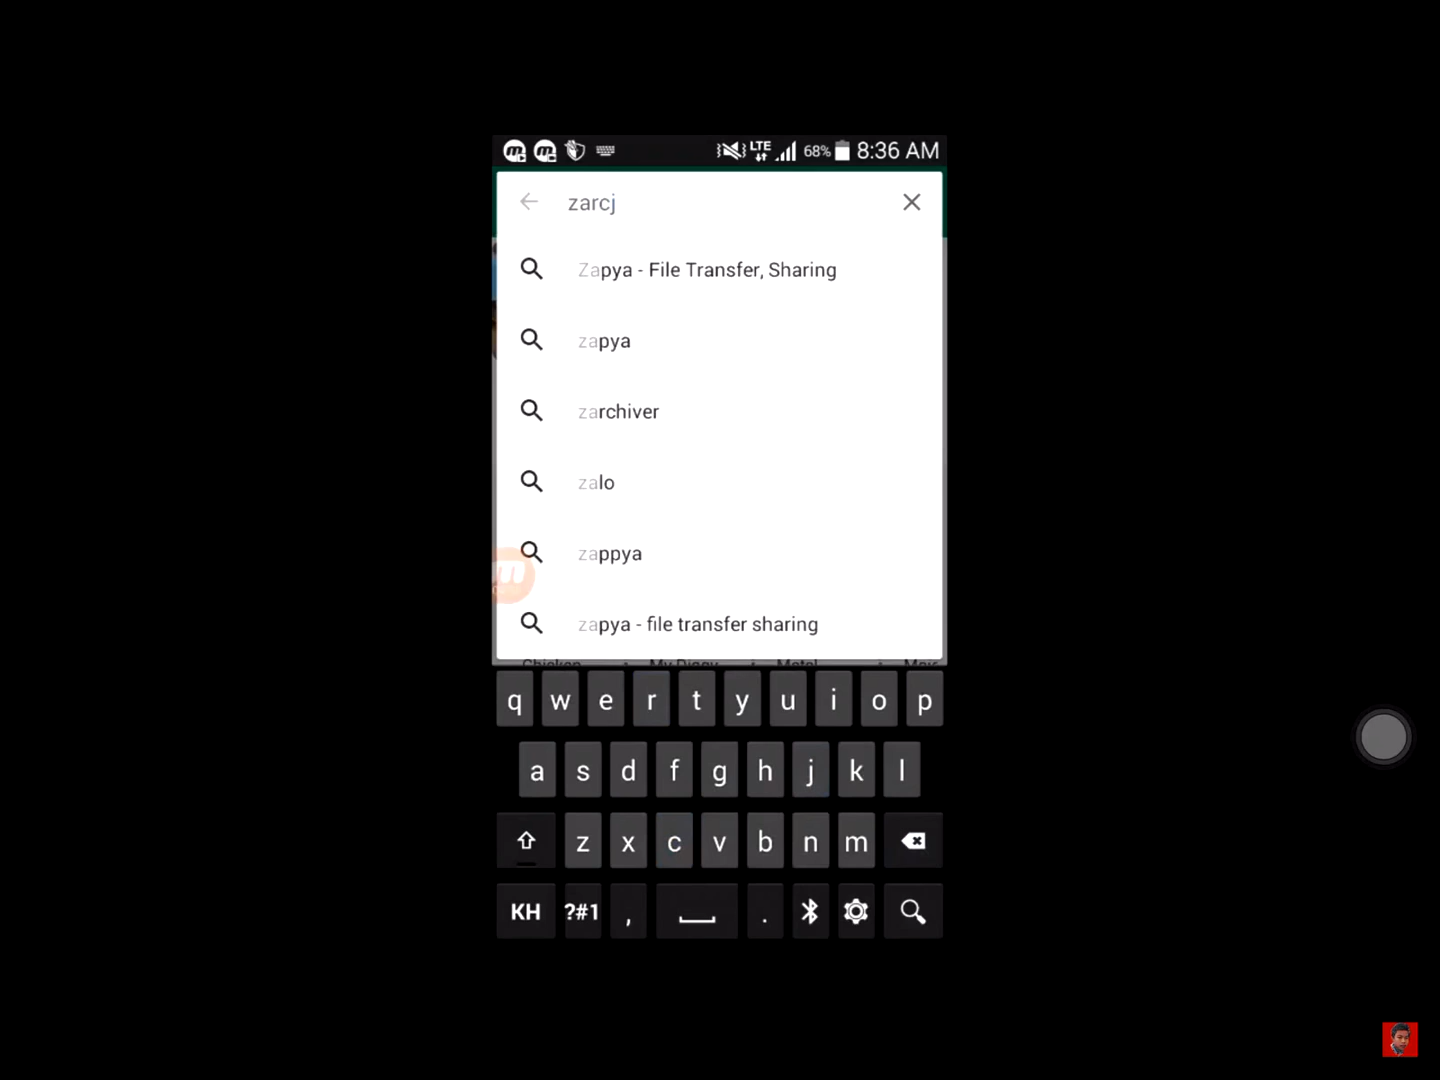 LTE 68% 8:36 AM
zarcj
Zapya - File Transfer, Sharing
zapya
zarchiver
zalo
zappya
zapya - file transfer sharing
q w e r t y u i o p
a s d f g h j k l
z x c v b n m
KH ?#1 , .